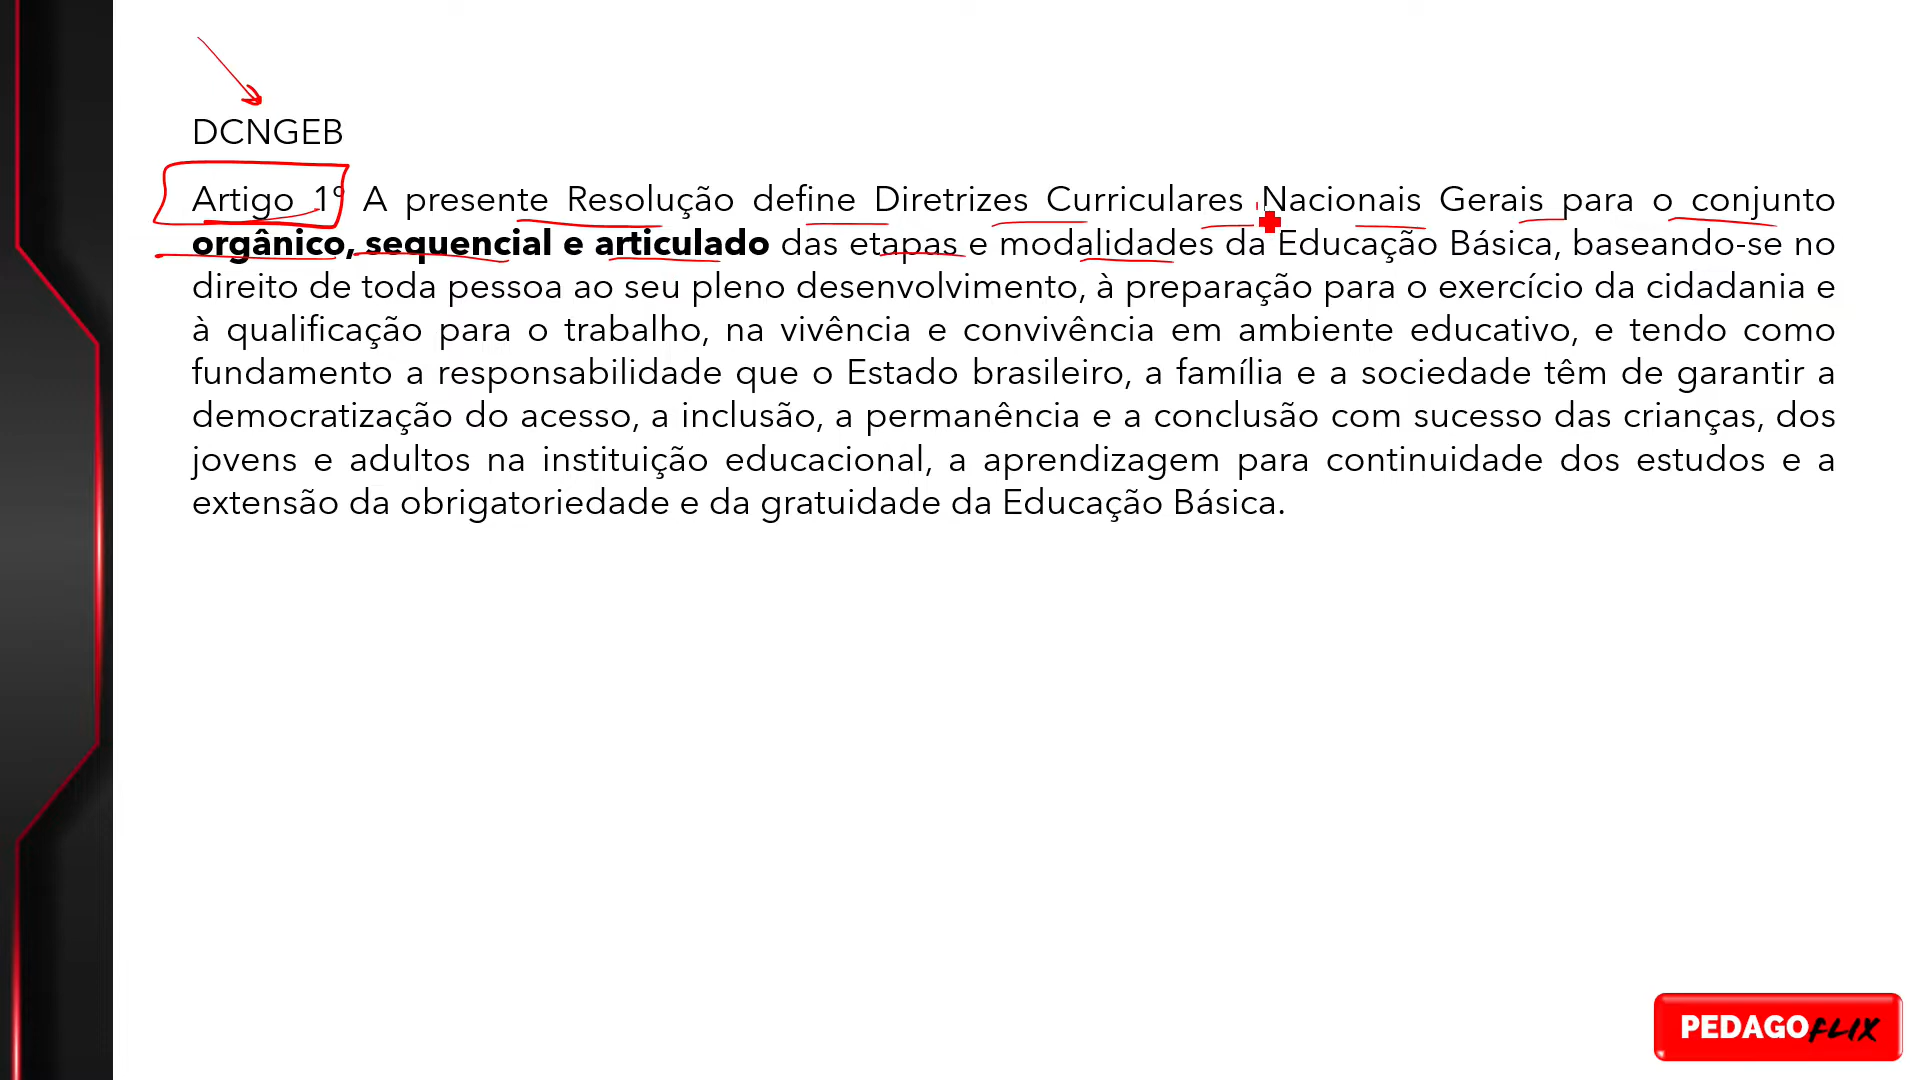 DCNGEB
Artigo 1º A presente Resolução define Diretrizes Curriculares Nacionais Gerais para o conjunto
orgânico, sequencial e articulado das etapas e modalidades da Educação Básica, baseando-se no
direito de toda pessoa ao seu pleno desenvolvimento, à preparação para o exercício da cidadania e
à qualificação para o trabalho, na vivência e convivência em ambiente educativo, e tendo como
fundamento a responsabilidade que o Estado brasileiro, a família e a sociedade têm de garantir a
democratização do acesso, a inclusão, a permanência e a conclusão com sucesso das crianças, dos
jovens e adultos na instituição educacional, a aprendizagem para continuidade dos estudos e a
extensão da obrigatoriedade e da gratuidade da Educação Básica.
PEDAGOFLIX